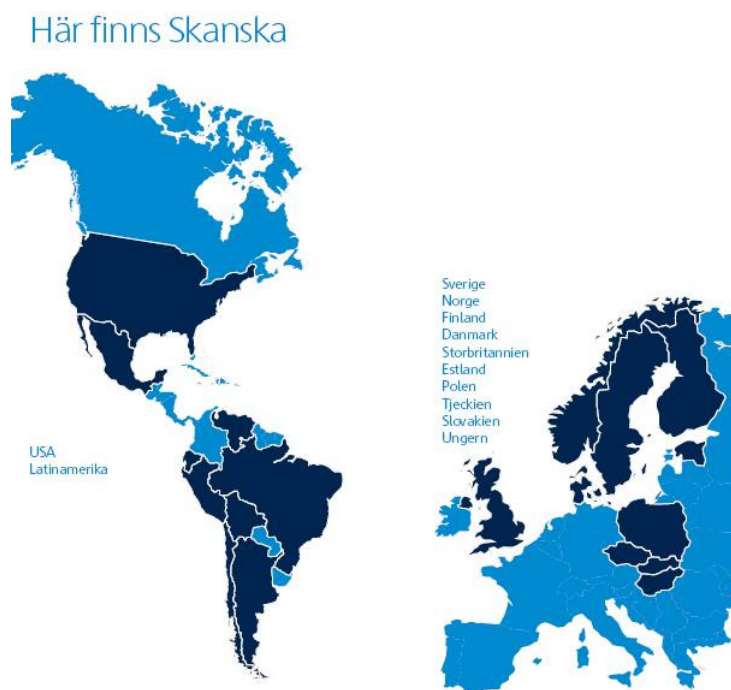 Här finns Skanska
USA
Latinamerika
Sverige
Norge
Finland
Danmark
Storbritannien
Estland
Polen
Tjeckien
Slovakien
Ungern